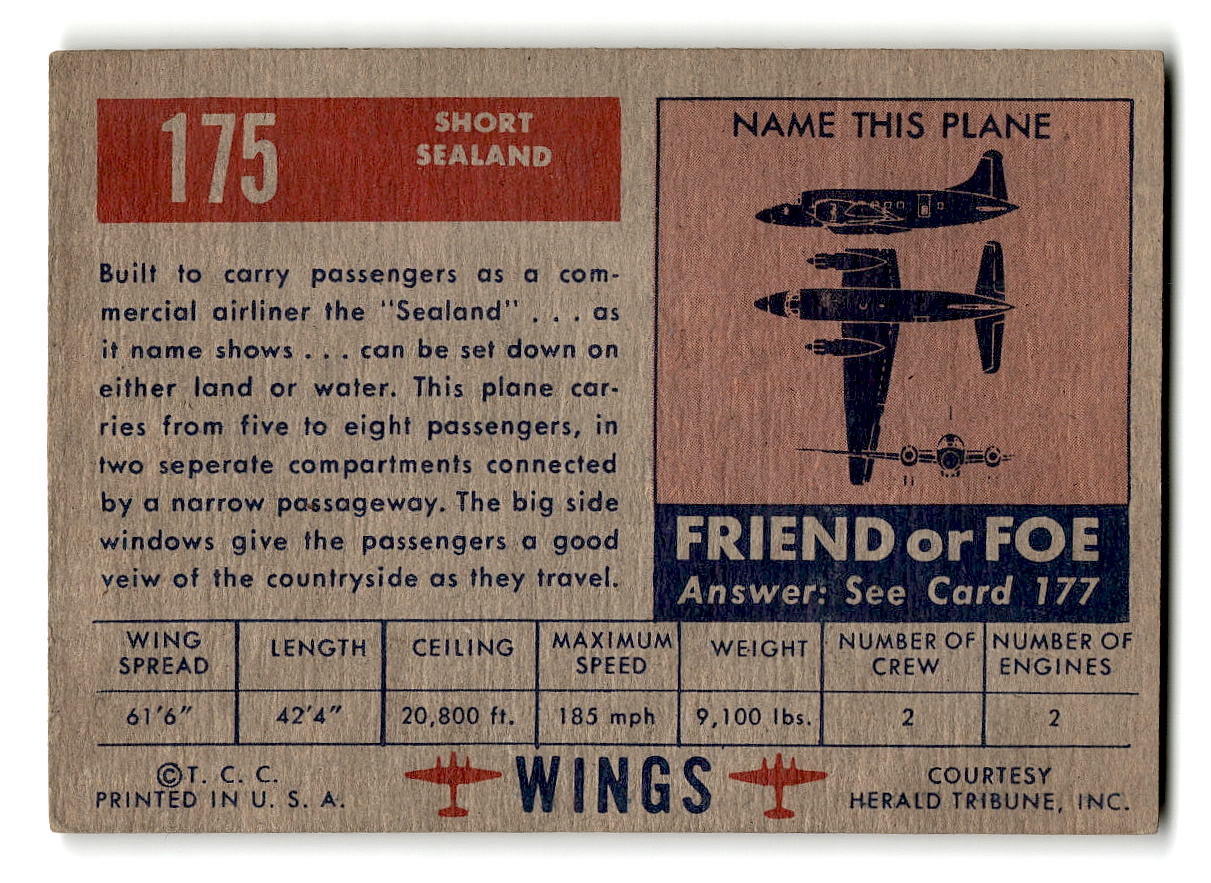 175
SHORT
SEALAND
Built to carry passengers as a com-
mercial airliner the "Sealand" . . . as
it name shows . . . can be set down on
either land or water. This plane car-
ries from five to eight passengers, in
two seperate compartments connected
by a narrow passageway. The big side
windows give the passengers a good
veiw of the countryside as they travel.
NAME THIS PLANE
FRIEND or FOE
Answer: See Card 177
WING SPREAD LENGTH CEILING MAXIMUM SPEED WEIGHT NUMBER OF CREW NUMBER OF ENGINES
61'6" 42'4" 20,800 ft. 185 mph 9,100 lbs. 2 2
©T. C. C.
PRINTED IN U. S. A.
WINGS
COURTESY
HERALD TRIBUNE, INC.